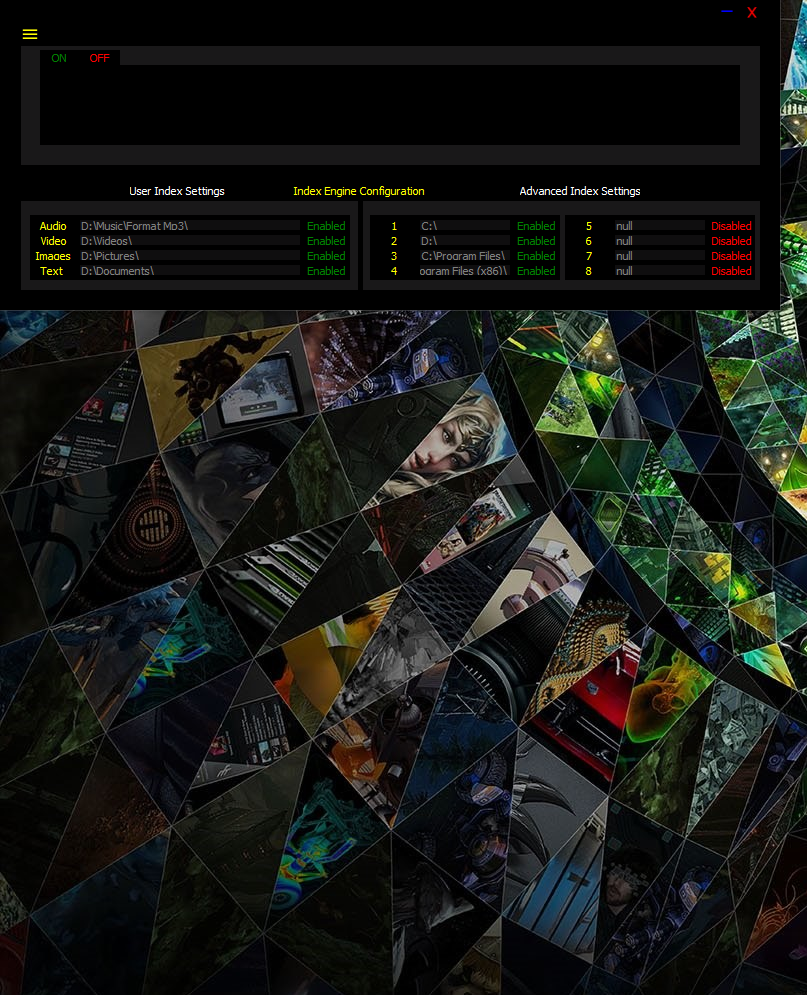 — X
ON OFF
User Index Settings Index Engine Configuration Advanced Index Settings
Audio D:\Music\Format Mp3\ Enabled 1 C:\ Enabled 5 null Disabled
Video D:\Videos\ Enabled 2 D:\ Enabled 6 null Disabled
Images D:\Pictures\ Enabled 3 C:\Program Files\ Enabled 7 null Disabled
Text D:\Documents\ Enabled 4 ogram Files (x86)\ Enabled 8 null Disabled